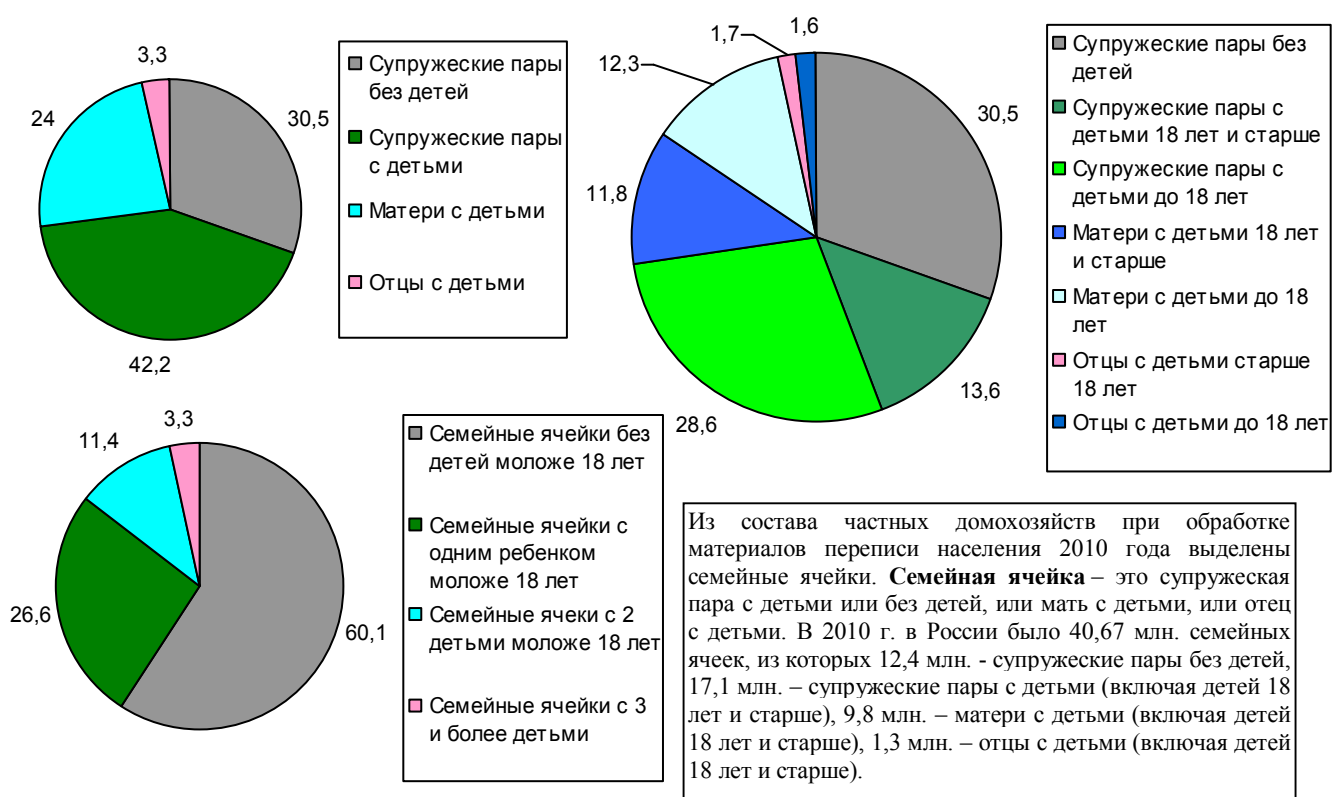 3,3
24
30,5
42,2
Супружеские пары
без детей
Супружеские пары
с детьми
Матери с детьми
Отцы с детьми
1,7
1,6
12,3
30,5
11,8
28,6
13,6
Супружеские пары без
детей
Супружеские пары с
детьми 18 лет и старше
Супружеские пары с
детьми до 18 лет
Матери с детьми 18 лет
и старше
Матери с детьми до 18
лет
Отцы с детьми старше
18 лет
Отцы с детьми до 18 лет
3,3
11,4
26,6
60,1
Семейные ячейки без
детей моложе 18 лет
Семейные ячейки с
одним ребенком
моложе 18 лет
Семейные ячеки с 2
детьми моложе 18 лет
Семейные ячейки с 3
и более детьми
Из состава частных домохозяйств при обработке
материалов переписи населения 2010 года выделены
семейные ячейки. Семейная ячейка – это супружеская
пара с детьми или без детей, или мать с детьми, или отец
с детьми. В 2010 г. в России было 40,67 млн. семейных
ячеек, из которых 12,4 млн. - супружеские пары без детей,
17,1 млн. – супружеские пары с детьми (включая детей 18
лет и старше), 9,8 млн. – матери с детьми (включая детей
18 лет и старше), 1,3 млн. – отцы с детьми (включая детей
18 лет и старше).